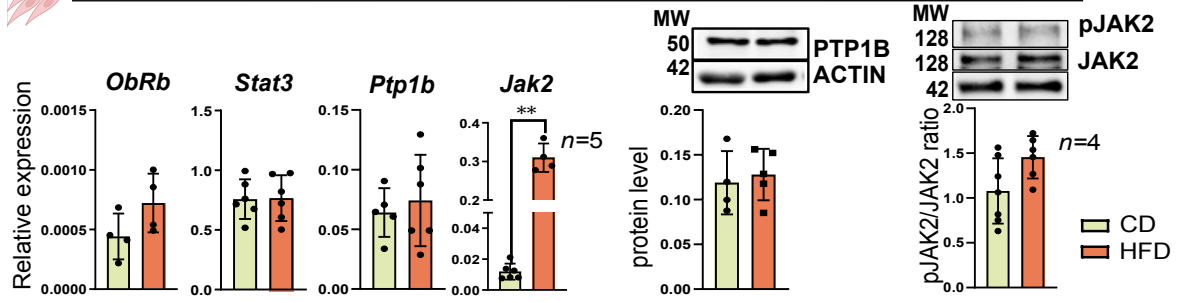 MW
50
42
PTP1B
ACTIN
MW
128
128
42
pJAK2
JAK2
ObRb
Stat3
Ptp1b
Jak2
Relative expression
0.0015
0.0010
0.0005
0.0000
1.5
1.0
0.5
0.0
0.15
0.10
0.05
0.00
**
n=5
0.4
0.3
0.2
0.04
0.02
0.00
protein level
0.20
0.15
0.10
0.05
0.00
pJAK2/JAK2 ratio
2.0
1.5
1.0
0.5
0.0
n=4
CD
HFD